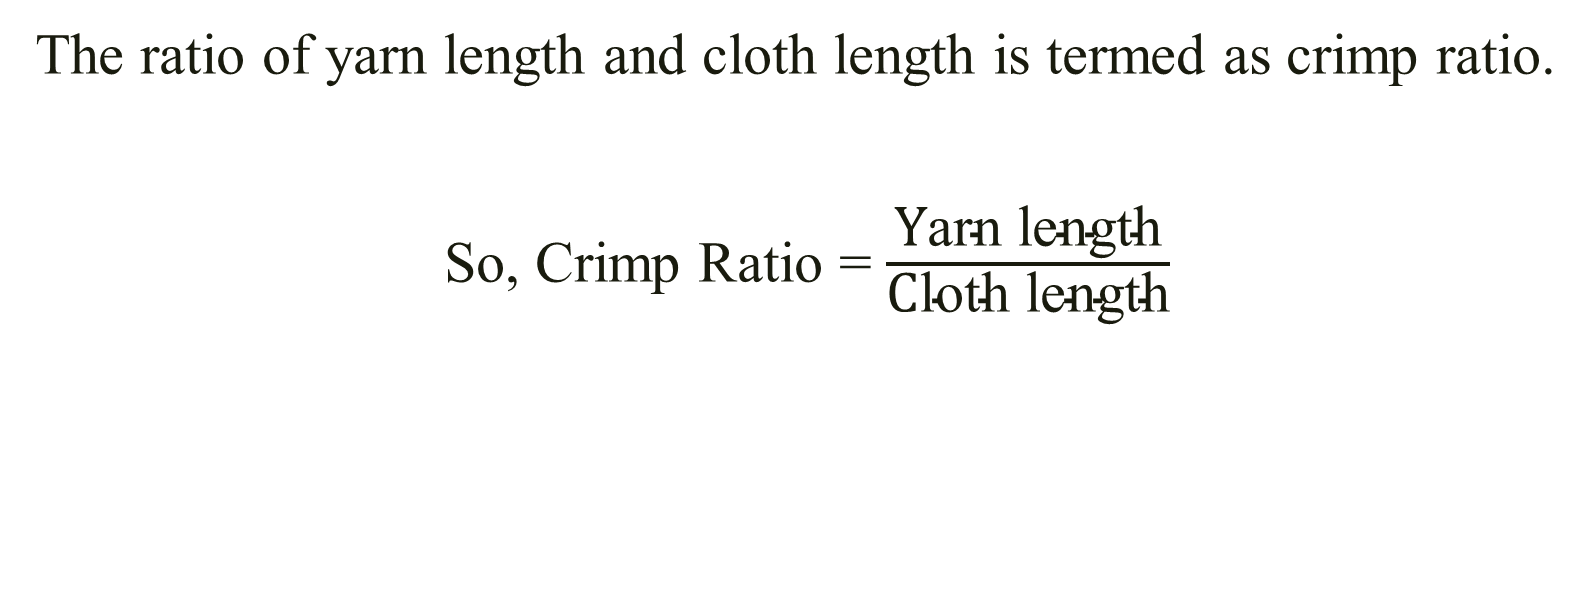 The ratio of yarn length and cloth length is termed as crimp ratio.
So, Crimp Ratio = Yarn length / Cloth length